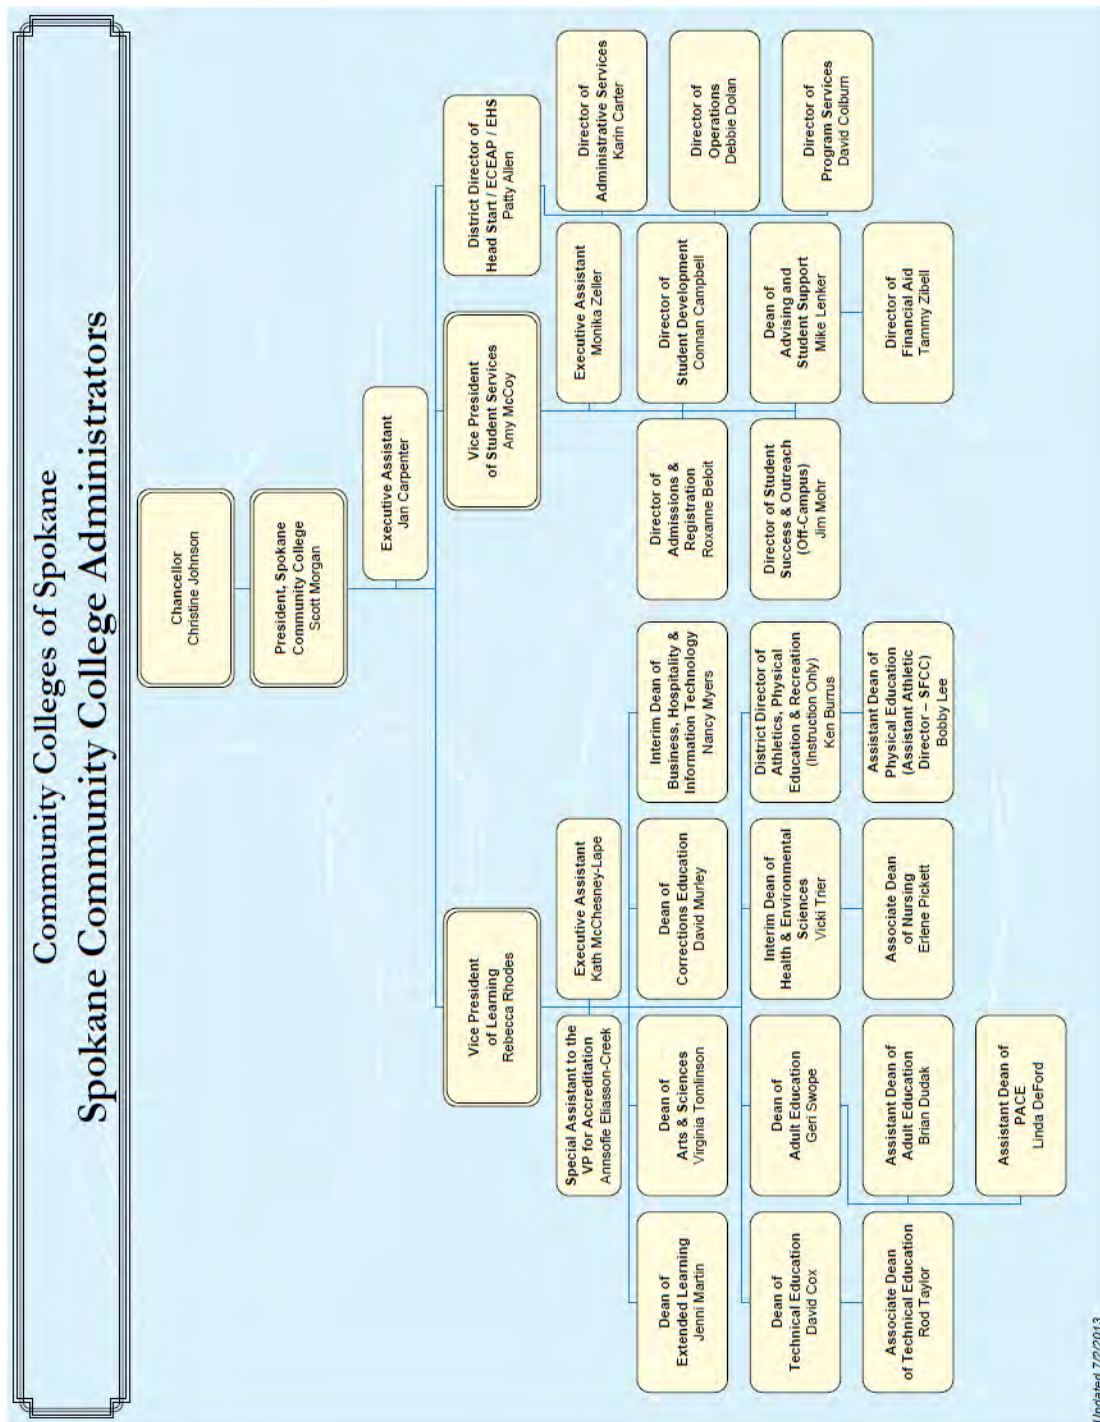 Community Colleges of Spokane
Spokane Community College Administrators
Chancellor
Christine Johnson
President, Spokane
Community College
Scott Morgan
Executive Assistant
Jan Carpenter
Vice President
of Learning
Rebecca Rhodes
Vice President
of Student Services
Amy McCoy
District Director of
Head Start / ECEAP / EHS
Patty Allen
Special Assistant to the
VP for Accreditation
Annsofie Eliasson-Creek
Executive Assistant
Kath McChesney-Lape
Executive Assistant
Monika Zeller
Director of
Administrative Services
Karin Carter
Dean of
Extended Learning
Jenni Martin
Dean of
Arts & Sciences
Virginia Tomlinson
Dean of
Corrections Education
David Murley
Interim Dean of
Business, Hospitality &
Information Technology
Nancy Myers
Director of
Admissions &
Registration
Roxanne Beloit
Director of
Student Development
Connan Campbell
Director of
Operations
Debbie Dolan
Dean of
Technical Education
David Cox
Dean of
Adult Education
Geri Swope
Interim Dean of
Health & Environmental
Sciences
Vicki Trier
District Director of
Athletics, Physical
Education & Recreation
(Instruction Only)
Ken Burrus
Director of Student
Success & Outreach
(Off-Campus)
Jim Mohr
Dean of
Advising and
Student Support
Mike Lenker
Director of
Program Services
David Colburn
Associate Dean
of Technical Education
Rod Taylor
Assistant Dean of
Adult Education
Brian Dudak
Associate Dean
of Nursing
Erlene Pickett
Assistant Dean of
Physical Education
(Assistant Athletic
Director – SFCC)
Bobby Lee
Director of
Financial Aid
Tammy Zibell
Assistant Dean of
PACE
Linda DeFord
Updated 7/2/2013